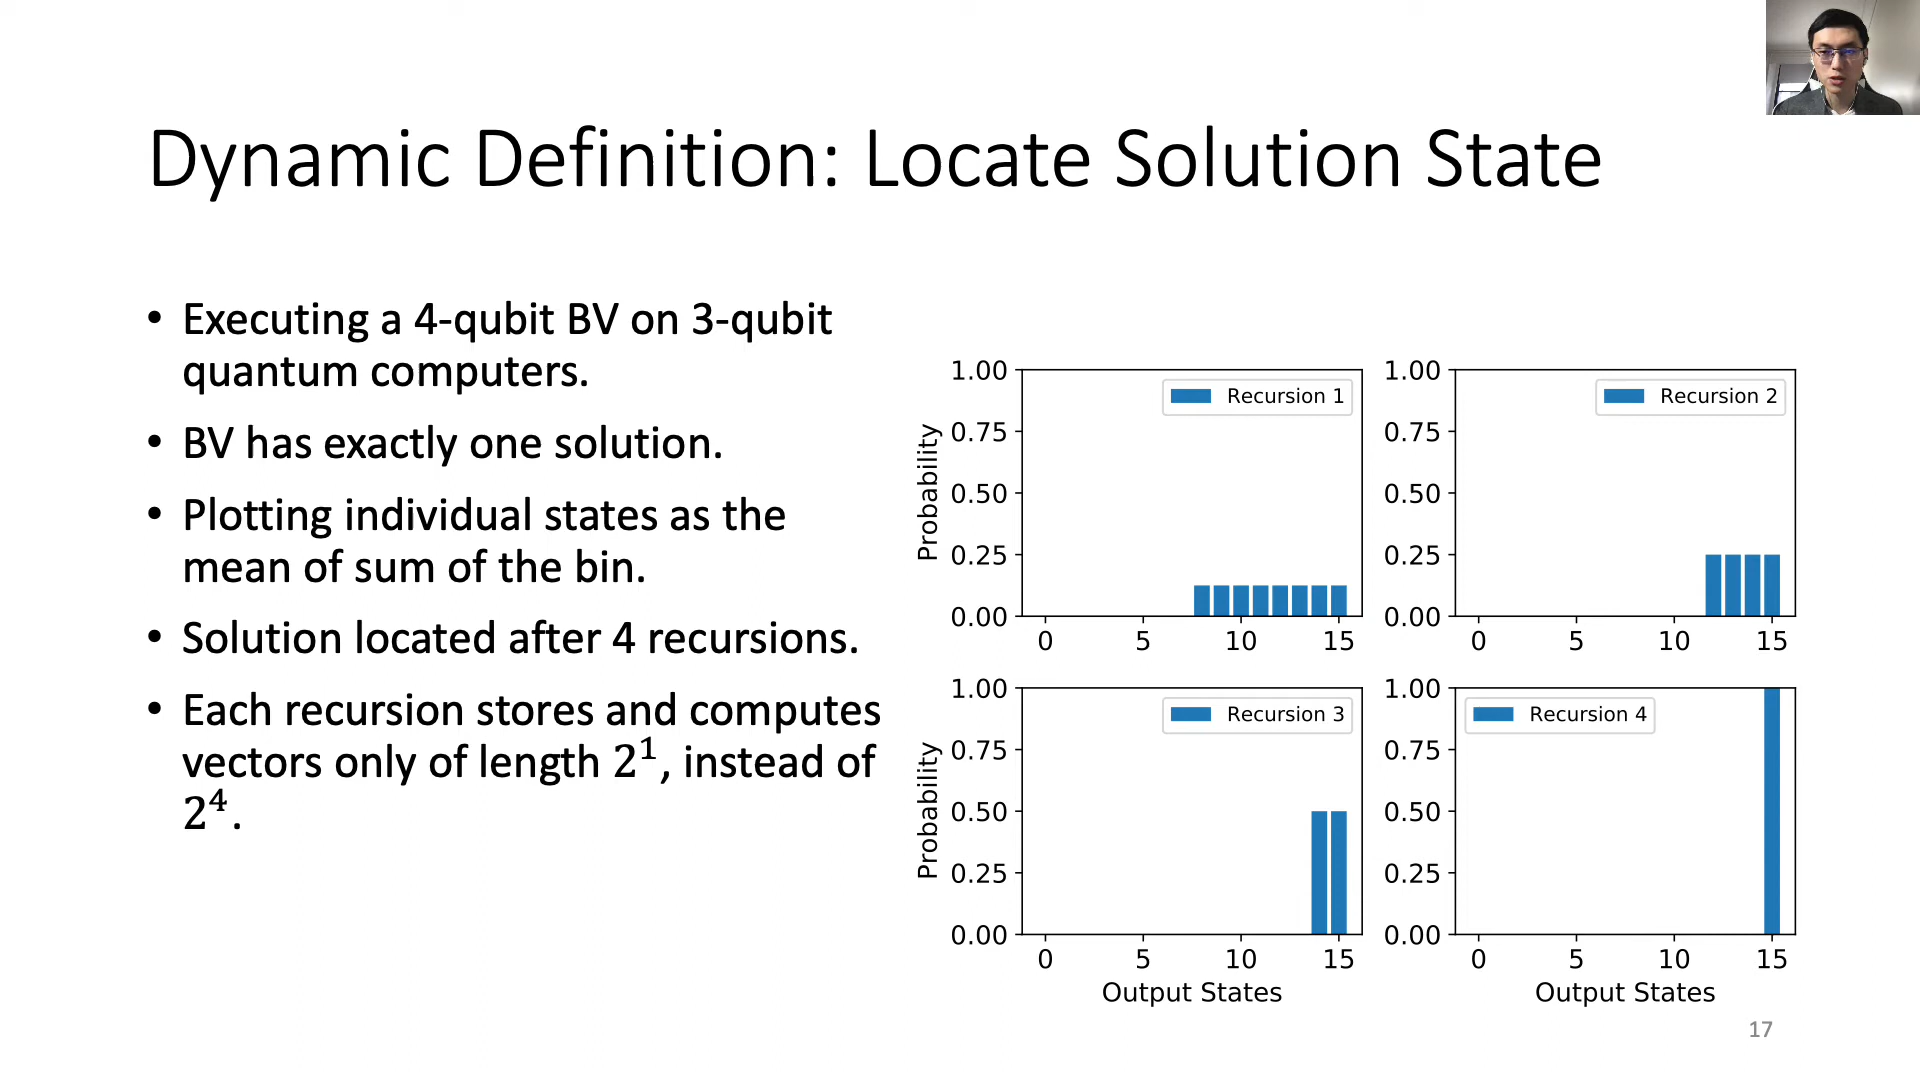 Dynamic Definition: Locate Solution State
• Executing a 4-qubit BV on 3-qubit
quantum computers.
• BV has exactly one solution.
• Plotting individual states as the
mean of sum of the bin.
• Solution located after 4 recursions.
• Each recursion stores and computes
vectors only of length 2¹, instead of
2⁴.
Recursion 1
Probability
1.00
0.75
0.50
0.25
0.00
0 5 10 15
Recursion 2
1.00
0.75
0.50
0.25
0.00
0 5 10 15
Recursion 3
Probability
1.00
0.75
0.50
0.25
0.00
0 5 10 15
Output States
Recursion 4
1.00
0.75
0.50
0.25
0.00
0 5 10 15
Output States
17